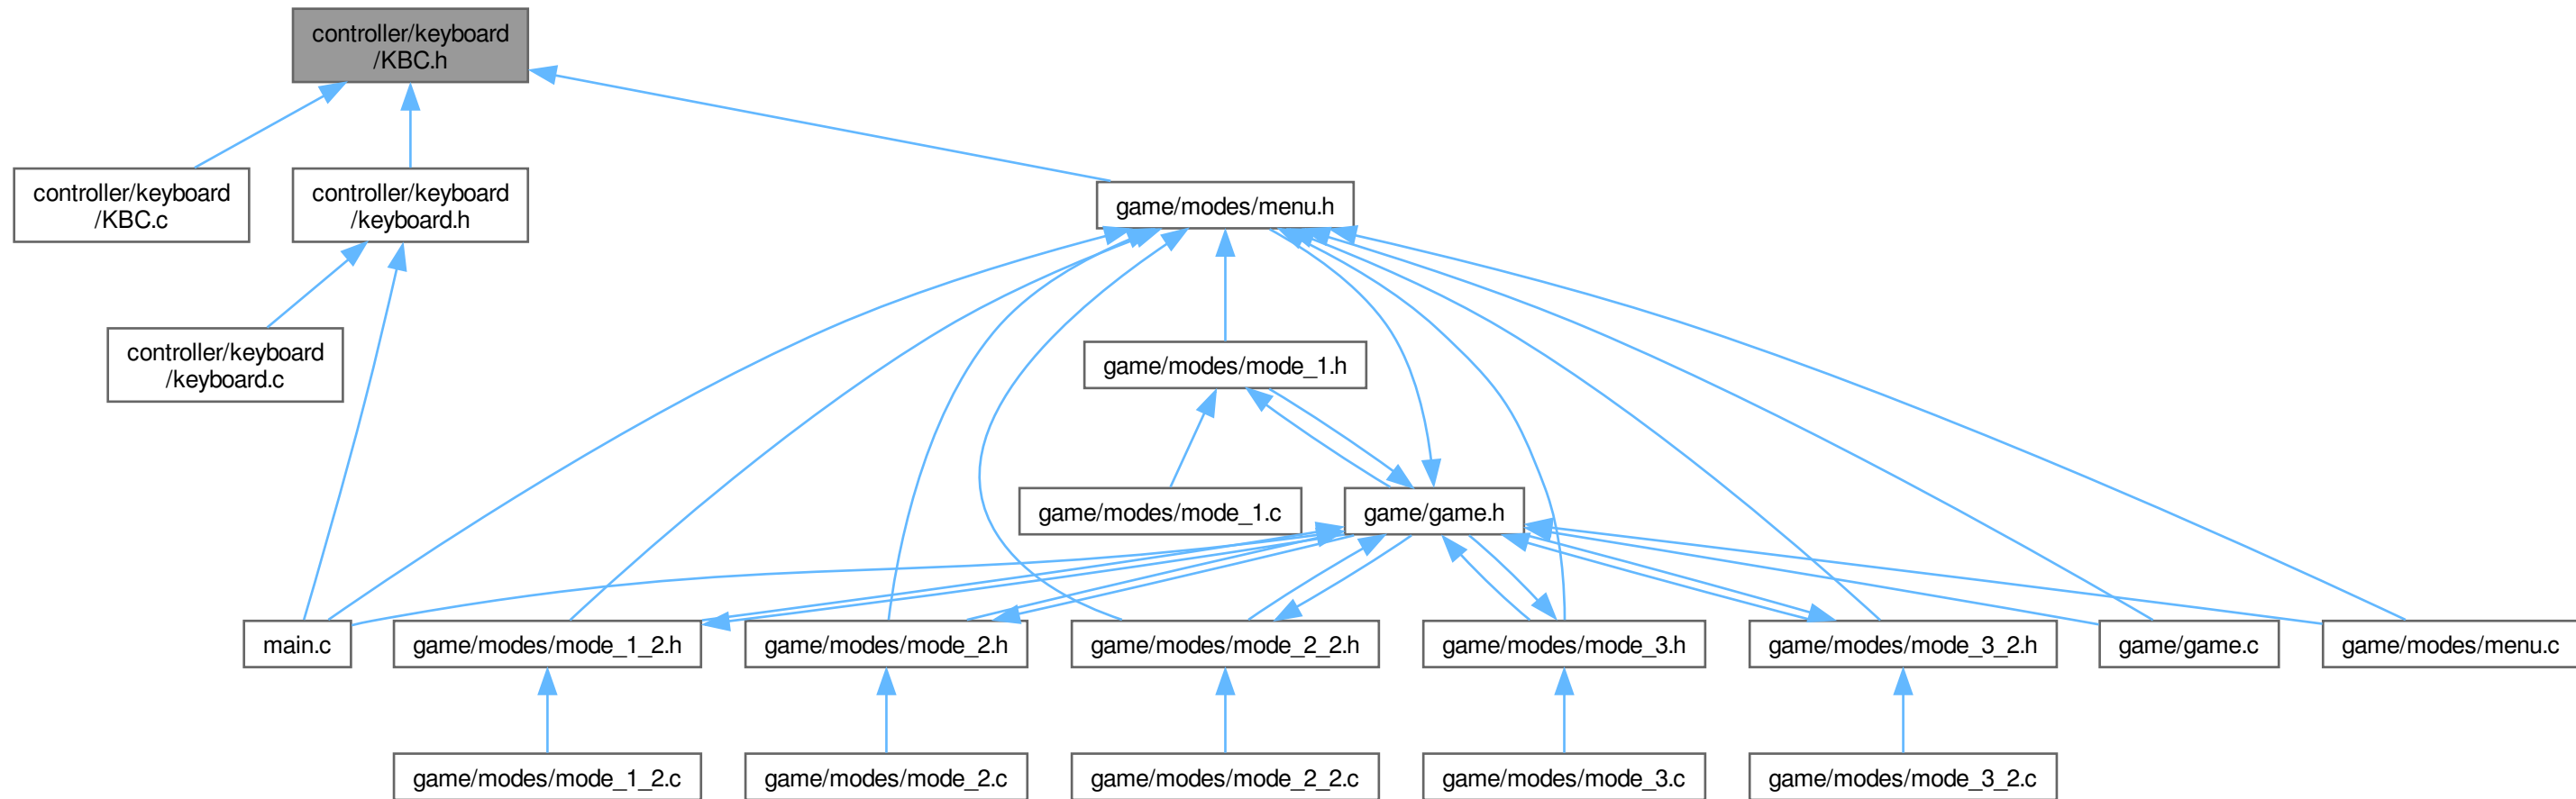 controller/keyboard
/KBC.h
controller/keyboard
/KBC.c
controller/keyboard
/keyboard.h
game/modes/menu.h
controller/keyboard
/keyboard.c
game/modes/mode_1.h
game/modes/mode_1.c
game/game.h
main.c
game/modes/mode_1_2.h
game/modes/mode_2.h
game/modes/mode_2_2.h
game/modes/mode_3.h
game/modes/mode_3_2.h
game/game.c
game/modes/menu.c
game/modes/mode_1_2.c
game/modes/mode_2.c
game/modes/mode_2_2.c
game/modes/mode_3.c
game/modes/mode_3_2.c